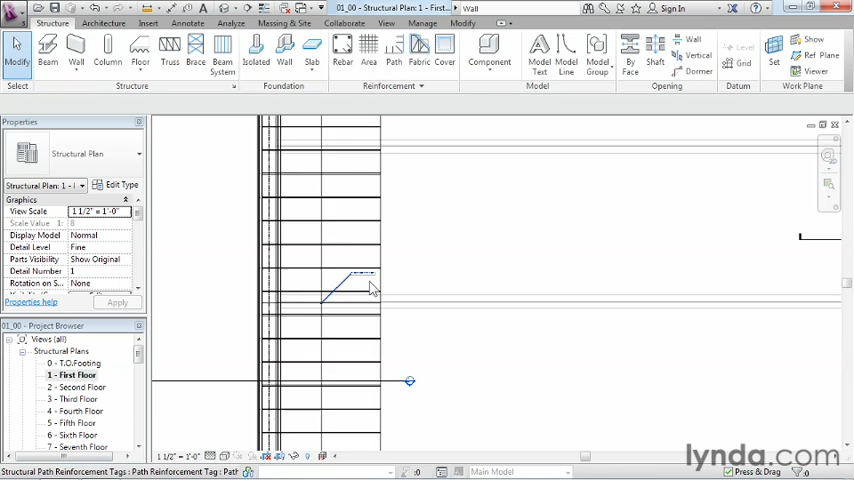 01_00 - Structural Plan: 1 - First... Wall Sign In
Structure Architecture Insert Annotate Analyze Massing & Site Collaborate View Manage Modify
Modify Beam Wall Column Floor Truss Brace Beam System Isolated Wall Slab Rebar Area Path Fabric Cover Component Model Text Model Line Model Group By Face Shaft Wall Vertical Dormer Level Grid Set Show Ref Plane Viewer
Select Structure Foundation Reinforcement Model Opening Datum Work Plane
Properties
Structural Plan
Structural Plan: 1 - Edit Type
Graphics
View Scale 1 1/2" = 1'-0"
Scale Value 1: 8
Display Model Normal
Detail Level Fine
Parts Visibility Show Original
Detail Number 1
Rotation on S... None
Properties help Apply
01_00 - Project Browser
Views (all)
Structural Plans
0 - T.O.Footing
1 - First Floor
2 - Second Floor
3 - Third Floor
4 - Fourth Floor
5 - Fifth Floor
6 - Sixth Floor
7 - Seventh Floor
1 1/2" = 1'-0"
Structural Path Reinforcement Tags : Path Reinforcement Tag : Pat :0 Main Model Press & Drag :0
lynda.com